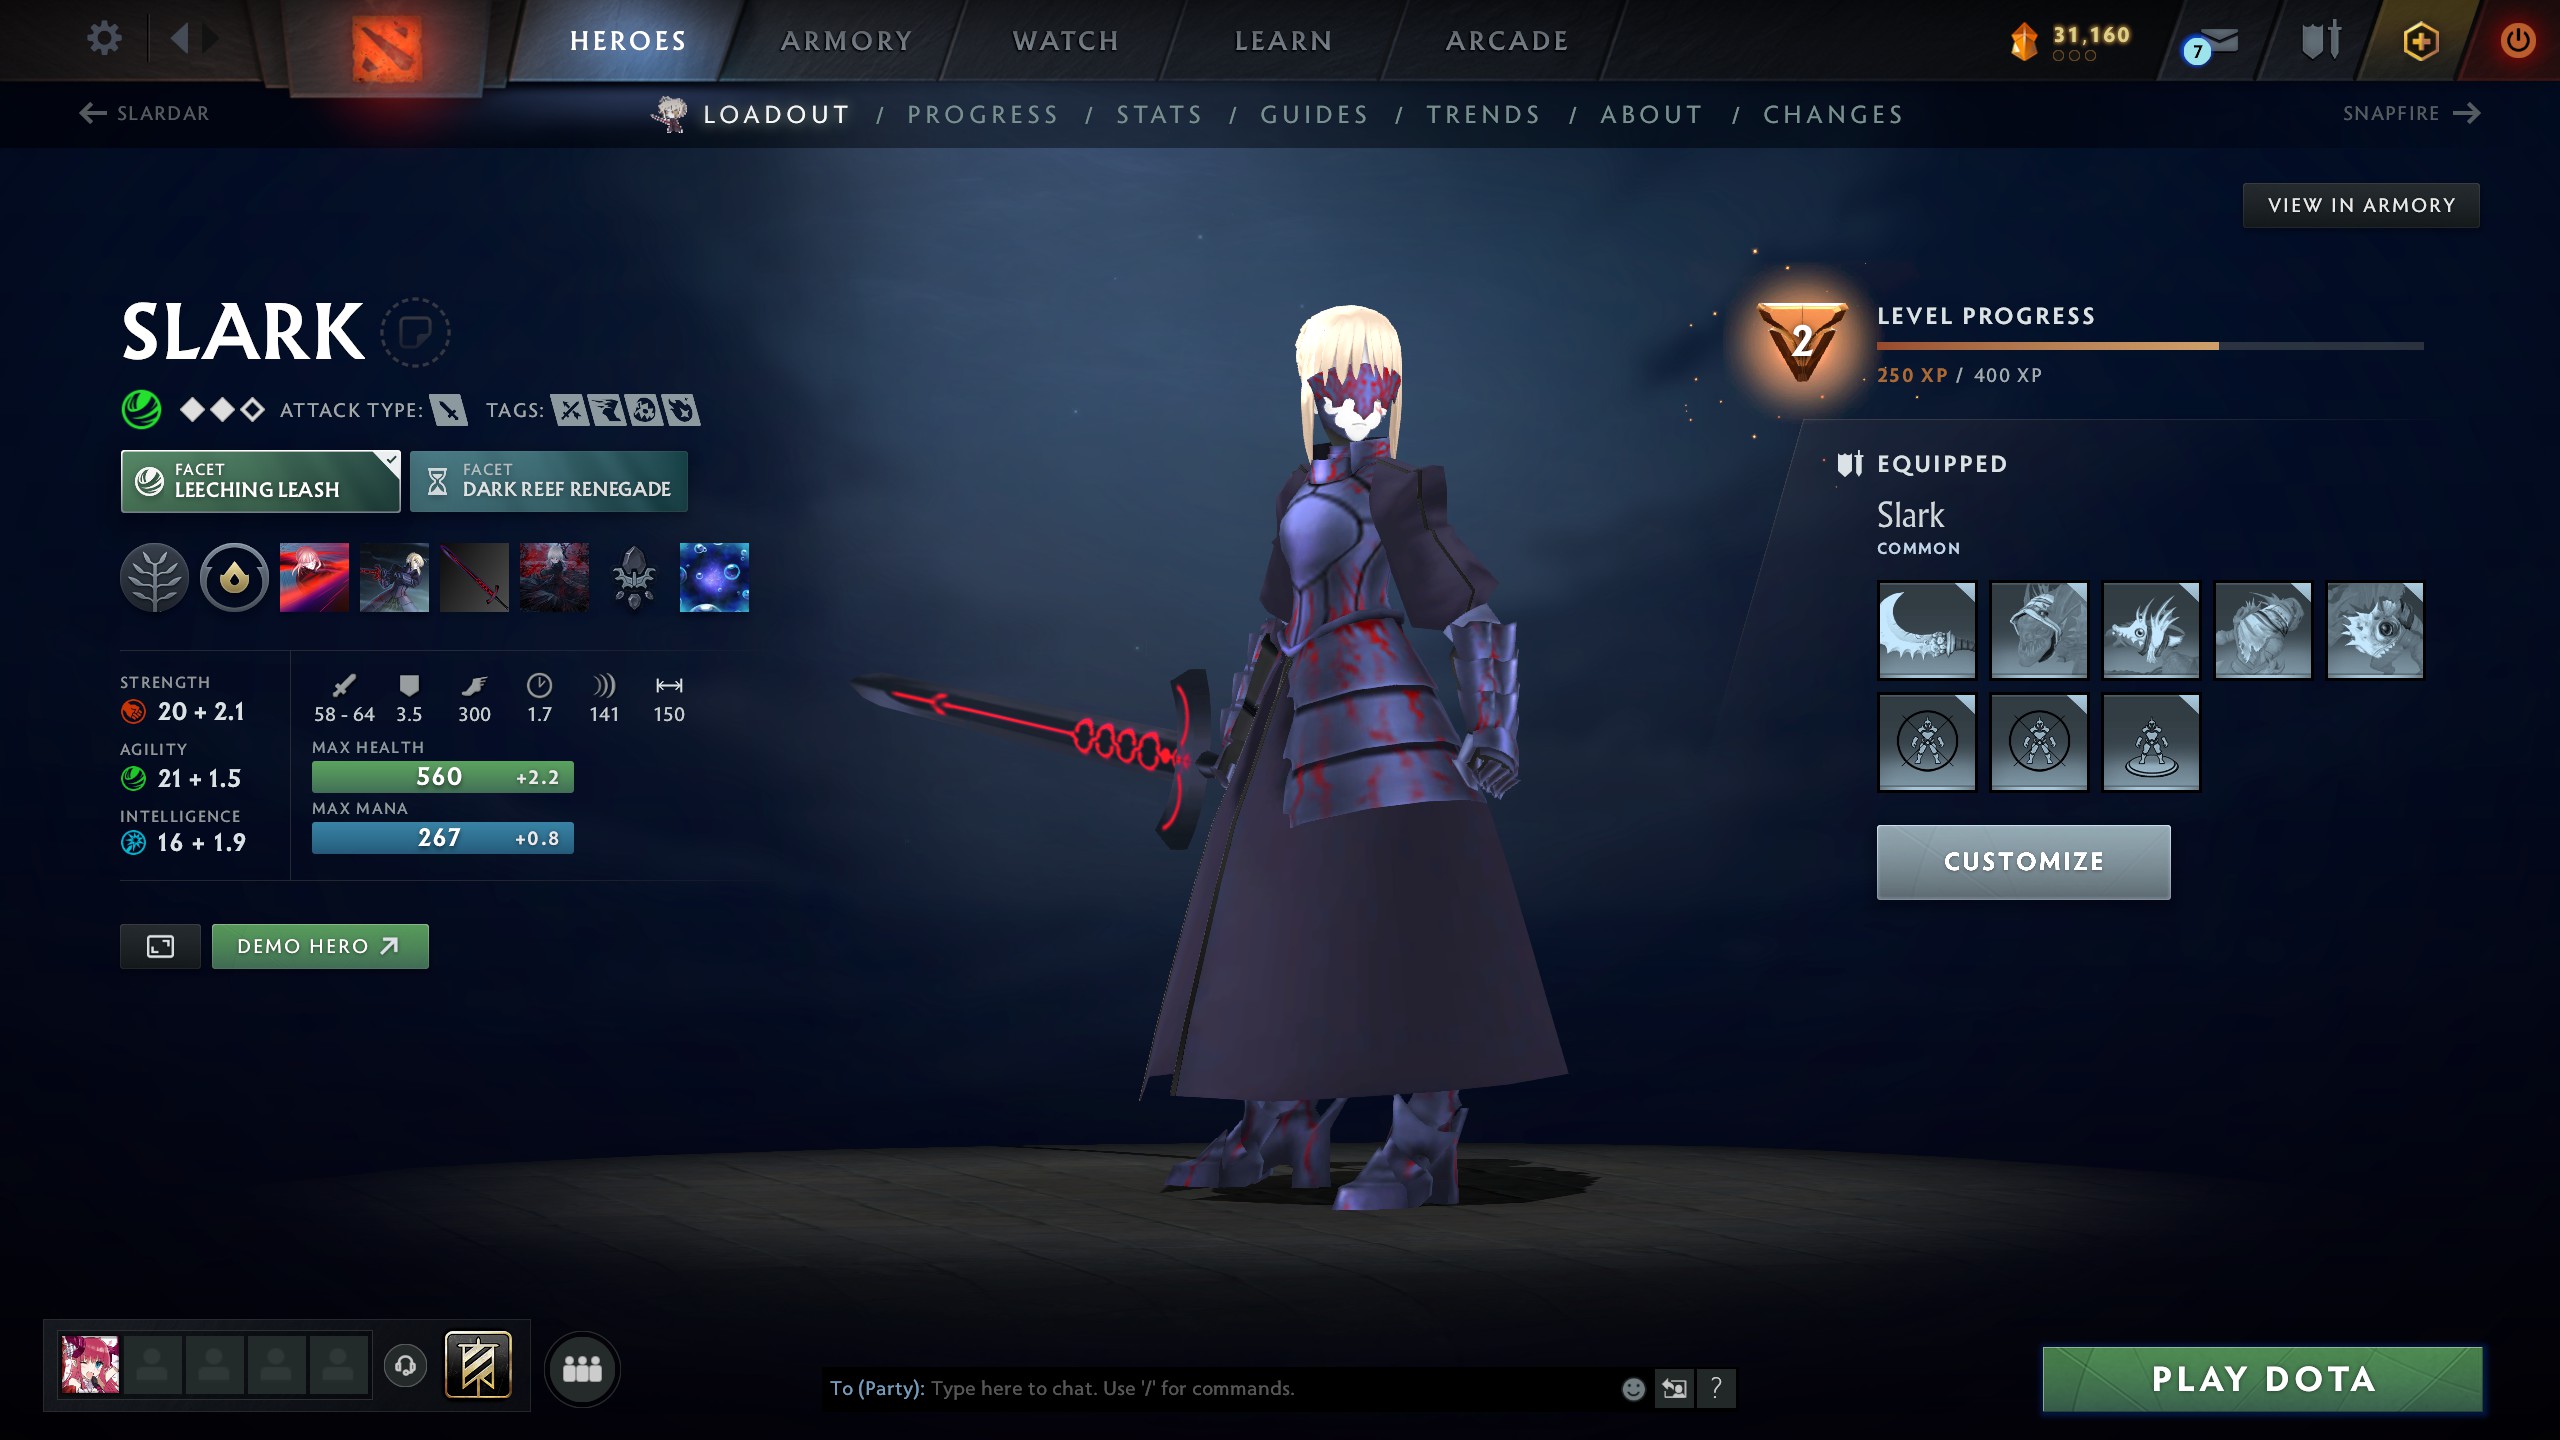 HEROES
ARMORY
WATCH
LEARN
ARCADE
31,160
7
SLARDAR
LOADOUT / PROGRESS / STATS / GUIDES / TRENDS / ABOUT / CHANGES
SNAPFIRE
VIEW IN ARMORY
SLARK
ATTACK TYPE:
TAGS:
FACET
LEECHING LEASH
FACET
DARK REEF RENEGADE
STRENGTH
20 + 2.1
AGILITY
21 + 1.5
INTELLIGENCE
16 + 1.9
58 - 64
3.5
300
1.7
141
150
MAX HEALTH
560
+2.2
MAX MANA
267
+0.8
DEMO HERO
2
LEVEL PROGRESS
250 XP / 400 XP
EQUIPPED
Slark
COMMON
CUSTOMIZE
To (Party): Type here to chat. Use '/' for commands.
?
PLAY DOTA